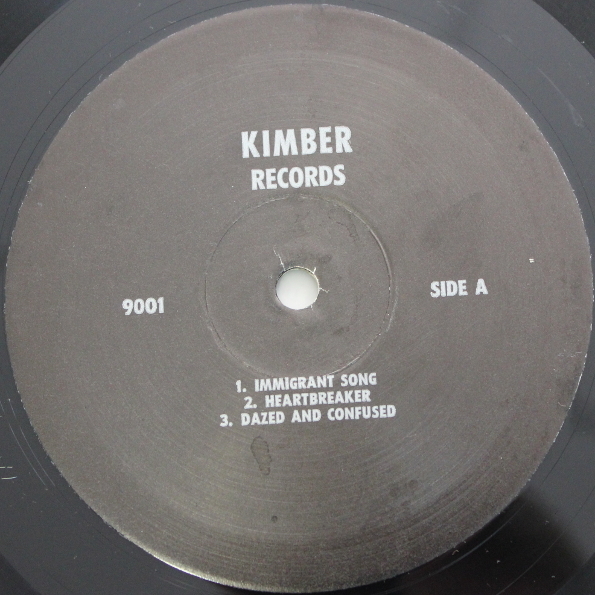 KIMBER
RECORDS
9001
SIDE A
1. IMMIGRANT SONG
2. HEARTBREAKER
3. DAZED AND CONFUSED